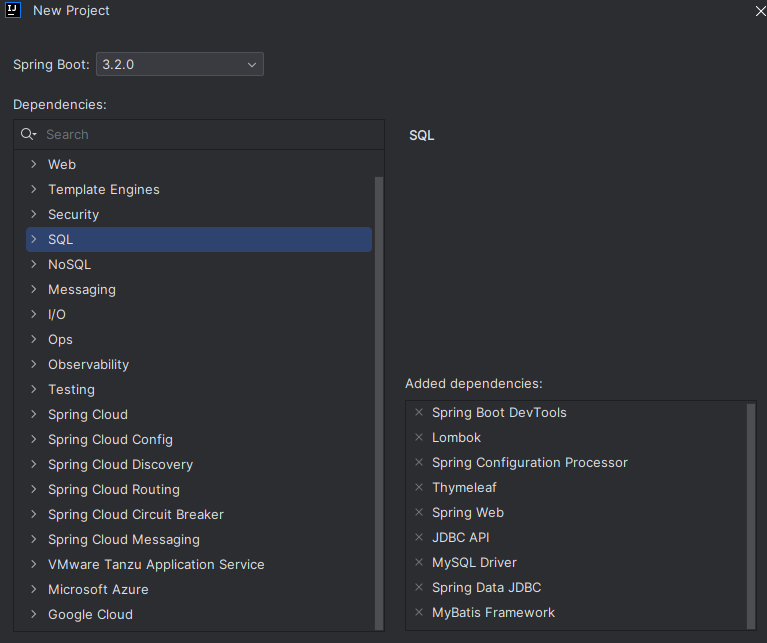 IJ New Project
Spring Boot: 3.2.0
Dependencies:
Search
Web
Template Engines
Security
SQL
NoSQL
Messaging
I/O
Ops
Observability
Testing
Spring Cloud
Spring Cloud Config
Spring Cloud Discovery
Spring Cloud Routing
Spring Cloud Circuit Breaker
Spring Cloud Messaging
VMware Tanzu Application Service
Microsoft Azure
Google Cloud
SQL
Added dependencies:
Spring Boot DevTools
Lombok
Spring Configuration Processor
Thymeleaf
Spring Web
JDBC API
MySQL Driver
Spring Data JDBC
MyBatis Framework